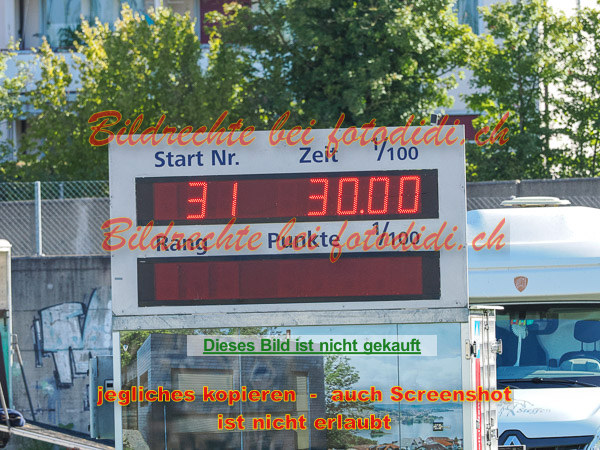 Bildrechte bei fotodidi.ch
Start Nr. Zeit 1/100
31 30.00
Bildrechte bei fotodidi.ch
Rang Punkte 1/100
Dieses Bild ist nicht gekauft
jegliches kopieren - auch Screenshot
ist nicht erlaubt